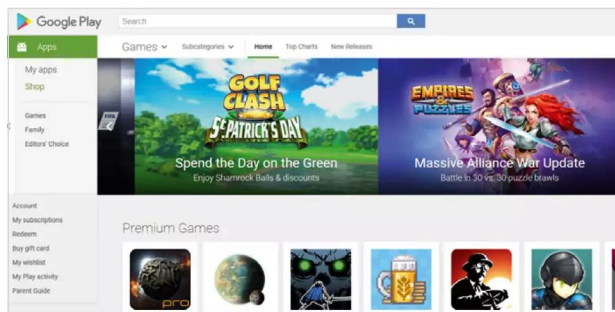 Google Play
Search
Apps
Games
Subcategories
Home
Top Charts
New Releases
My apps
Shop
Games
Family
Editors' Choice
FIFA
GOLF
CLASH
ST. PATRICK'S DAY
Spend the Day on the Green
Enjoy Shamrock Balls & discounts
EMPIRES
&
PUZZLES
Massive Alliance War Update
Battle in 30 vs. 30 puzzle brawls
Account
My subscriptions
Redeem
Buy gift card
My wishlist
My Play activity
Parent Guide
Premium Games
pro